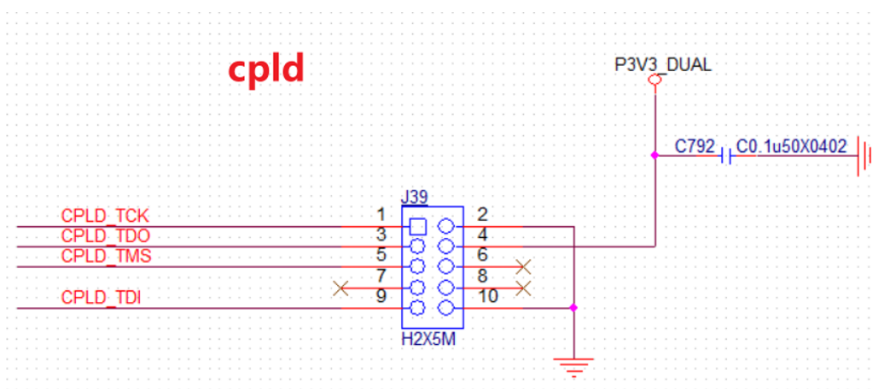 cpld
P3V3_DUAL
C792 C0.1u50X0402
J39
CPLD_TCK 1 2
CPLD_TDO 3 4
CPLD_TMS 5 6
7 8
CPLD_TDI 9 10
H2X5M